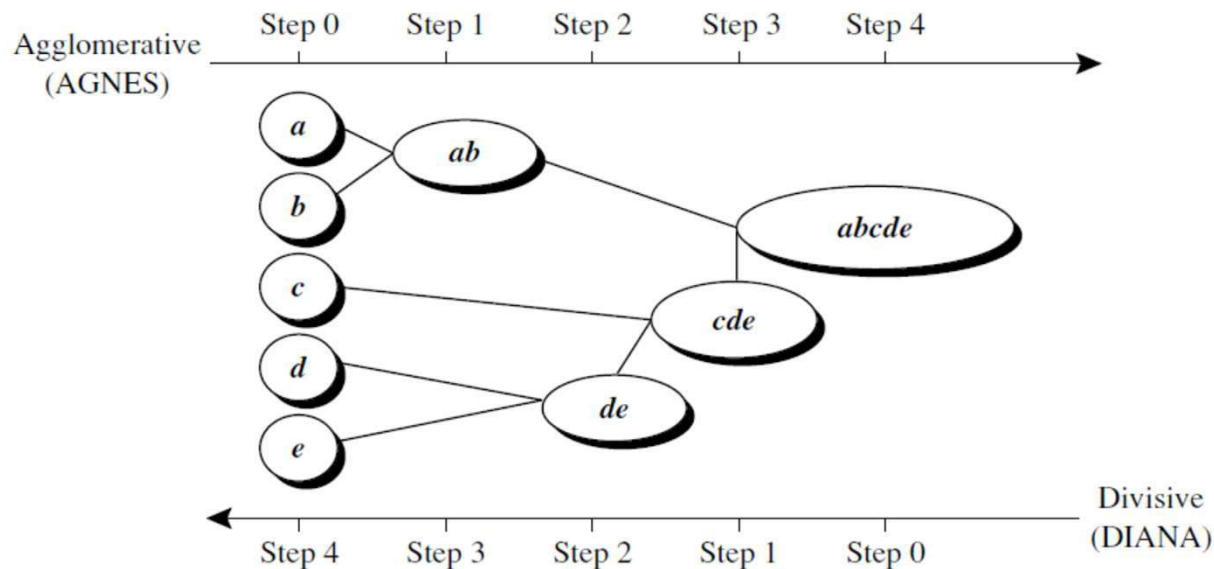 Step 0 Step 1 Step 2 Step 3 Step 4
Agglomerative
(AGNES)
a
ab
b
abcde
c
cde
d
de
e
Divisive
(DIANA)
Step 4 Step 3 Step 2 Step 1 Step 0